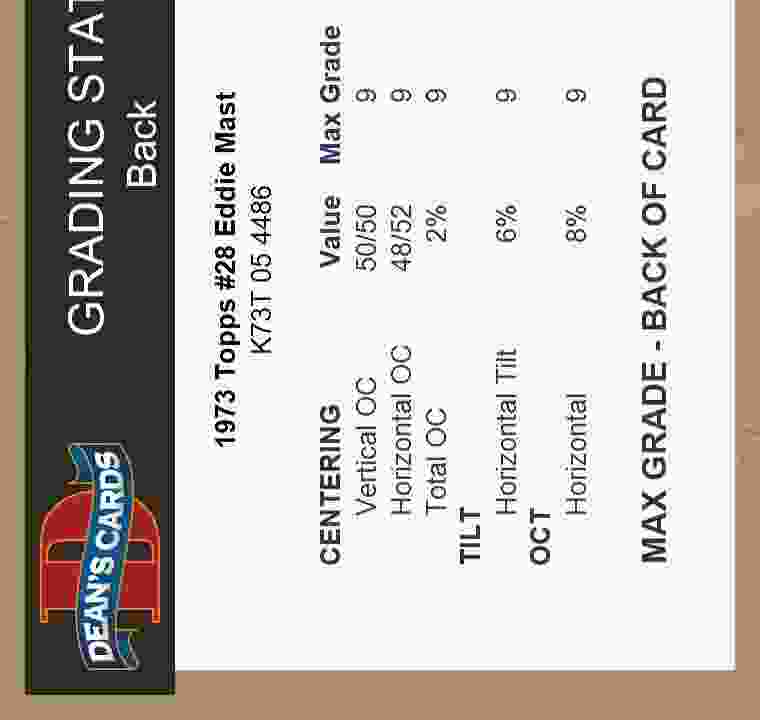 DEAN'S CARDS
GRADING STAT
Back
1973 Topps #28 Eddie Mast
K73T 05 4486
CENTERING Value Max Grade
Vertical OC 50/50 9
Horizontal OC 48/52 9
Total OC 2% 9
TILT
Horizontal Tilt 6% 9
OCT
Horizontal 8% 9
MAX GRADE - BACK OF CARD